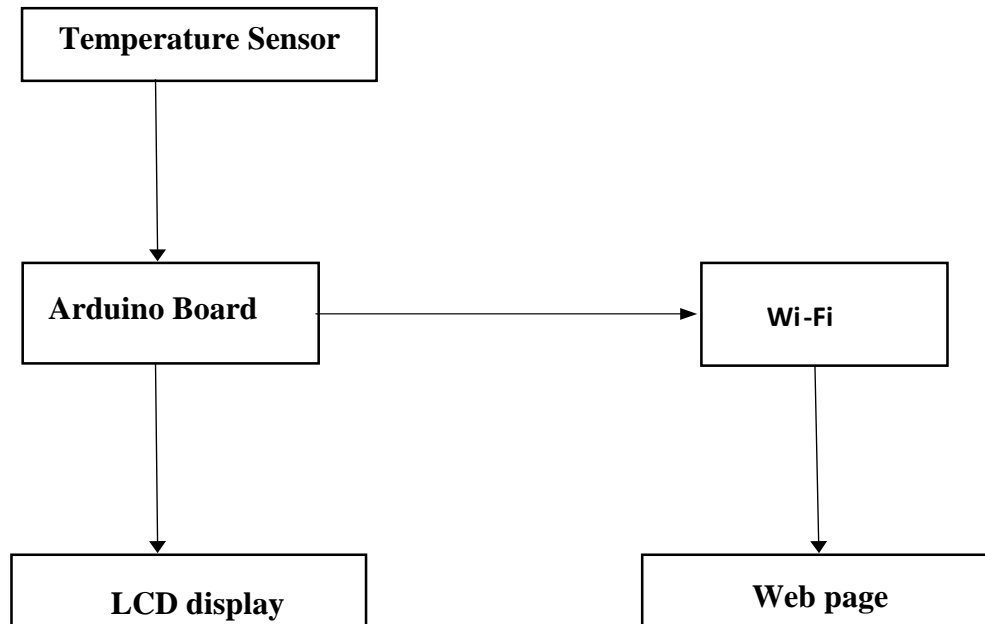 Temperature Sensor
Arduino Board
Wi-Fi
LCD display
Web page